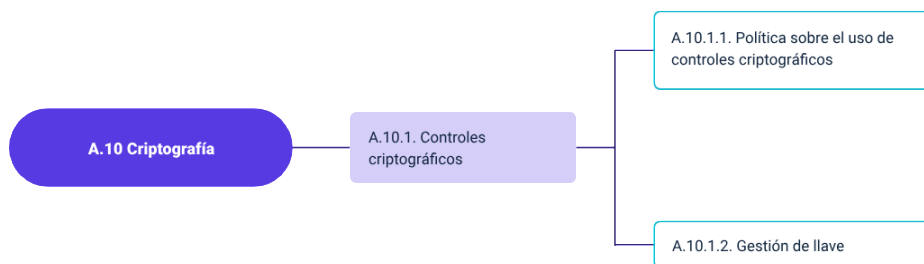 A.10 Criptografía
A.10.1. Controles
criptográficos
A.10.1.1. Política sobre el uso de
controles criptográficos
A.10.1.2. Gestión de llave